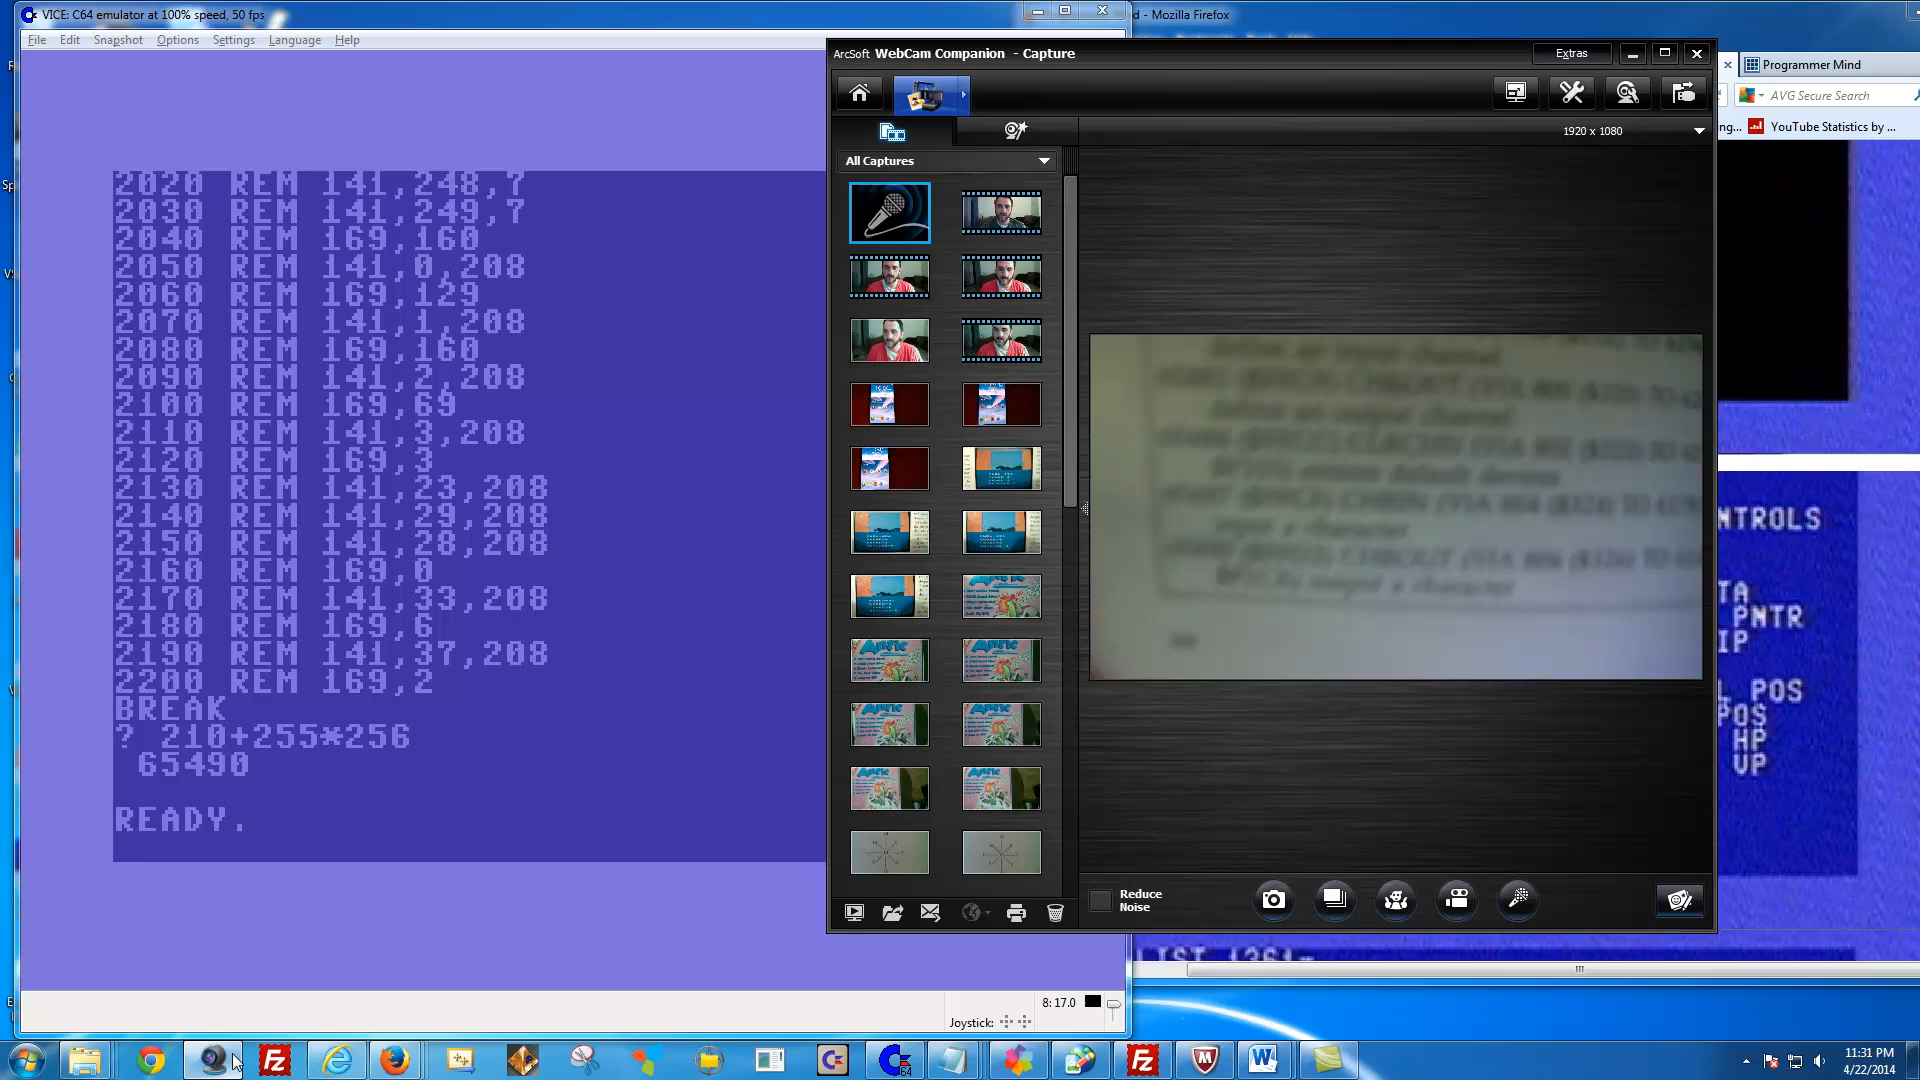 VICE: C64 emulator at 100% speed, 50 fps
File Edit Snapshot Options Settings Language Help
2020 REM 141,248,7
2030 REM 141,249,7
2040 REM 169,160
2050 REM 141,0,208
2060 REM 169,129
2070 REM 141,1,208
2080 REM 169,160
2090 REM 141,2,208
2100 REM 169,69
2110 REM 141,3,208
2120 REM 169,3
2130 REM 141,23,208
2140 REM 141,29,208
2150 REM 141,28,208
2160 REM 169,0
2170 REM 141,33,208
2180 REM 169,6
2190 REM 141,37,208
2200 REM 169,2
BREAK
? 210+255*256
65490
READY.
8: 17.0
Joystick:
ArcSoft WebCam Companion - Capture
Extras
1920 x 1080
All Captures
Reduce
Noise
d - Mozilla Firefox
Programmer Mind
AVG Secure Search
ng...
YouTube Statistics by ...
NTROLS
TA
PNTR
IP
L POS
POS
HP
VP
11:31 PM
4/22/2014